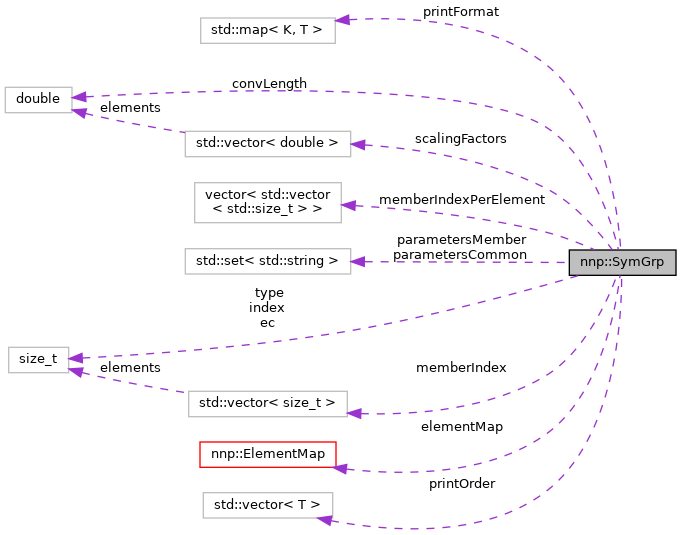 printFormat
std::map< K, T >
convLength
double
elements
scalingFactors
std::vector< double >
vector< std::vector
< std::size_t > >
memberIndexPerElement
parametersMember
parametersCommon
std::set< std::string >
nnp::SymGrp
type
index
ec
size_t
elements
memberIndex
std::vector< size_t >
elementMap
nnp::ElementMap
printOrder
std::vector< T >